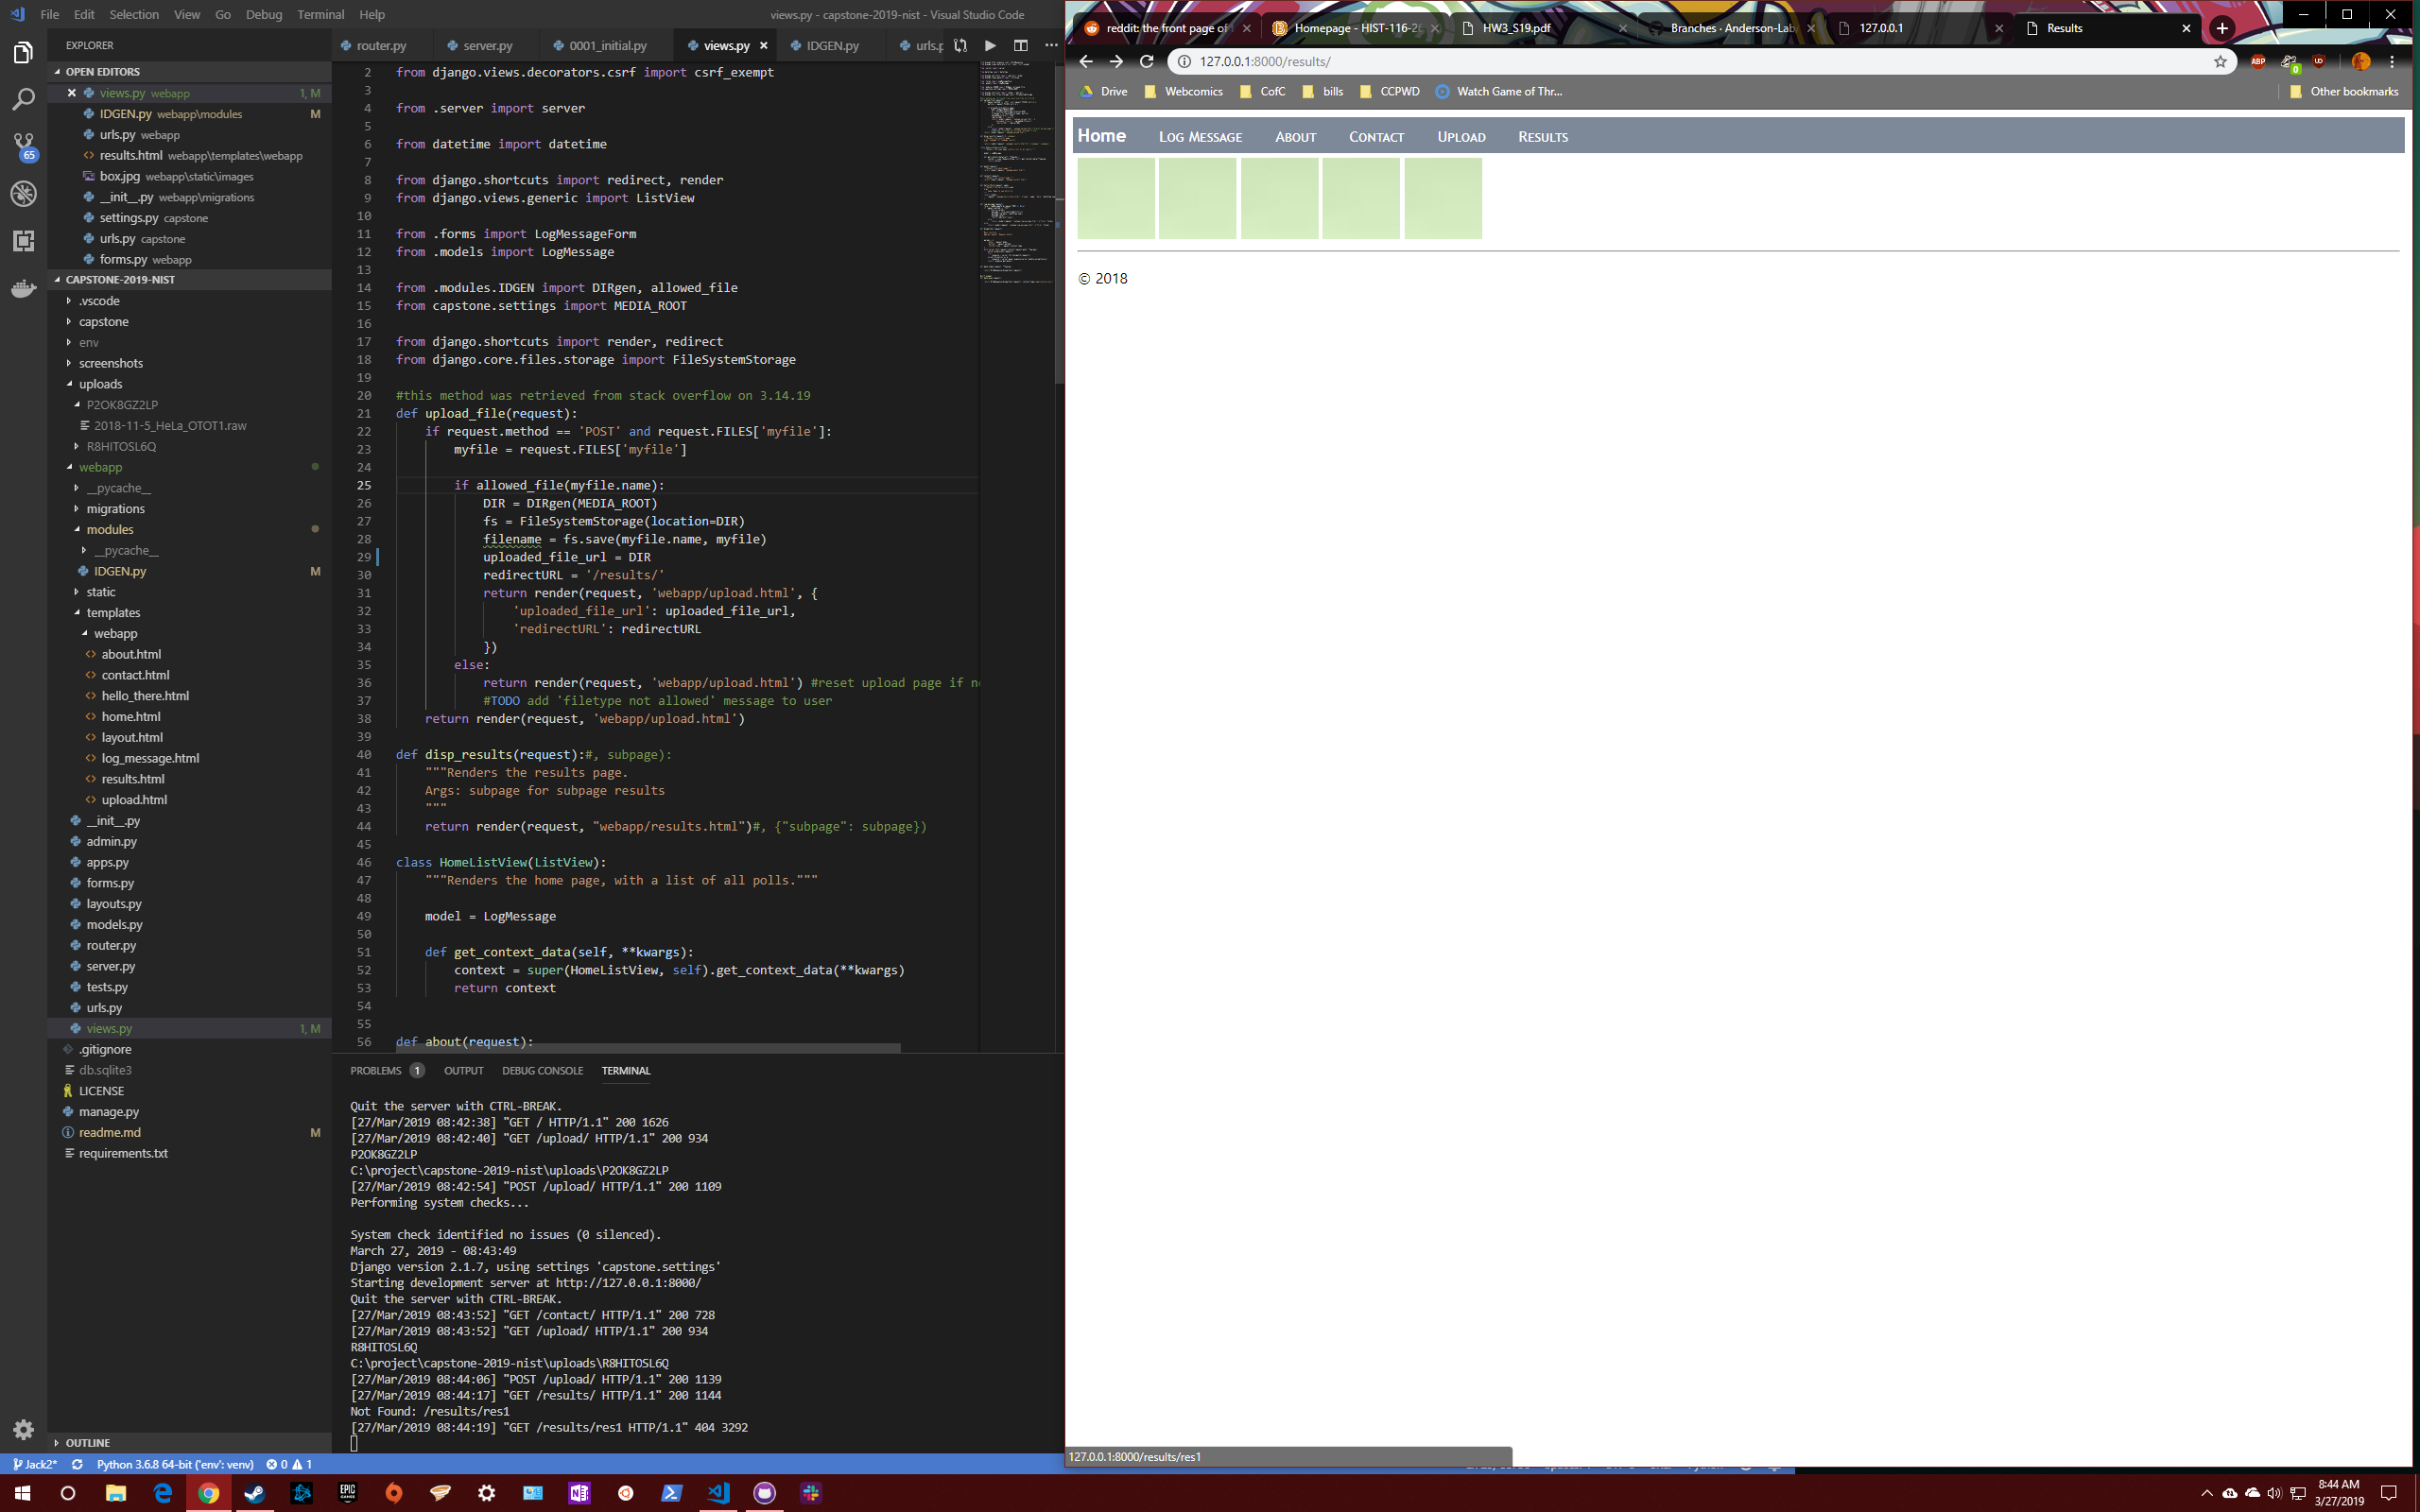 File Edit Selection View Go Debug Terminal Help
views.py - capstone-2019-nist - Visual Studio Code
EXPLORER
OPEN EDITORS
views.py webapp 1, M
IDGEN.py webapp\modules M
urls.py webapp
results.html webapp\templates\webapp
box.jpg webapp\static\images
__init__.py webapp\migrations
settings.py capstone
urls.py capstone
forms.py webapp
65
CAPSTONE-2019-NIST
.vscode
capstone
env
screenshots
uploads
P2OK8GZ2LP
2018-11-5_HeLa_OTOT1.raw
R8HITOSL6Q
webapp
__pycache__
migrations
modules
__pycache__
IDGEN.py M
static
templates
webapp
about.html
contact.html
hello_there.html
home.html
layout.html
log_message.html
results.html
upload.html
__init__.py
admin.py
apps.py
forms.py
layouts.py
models.py
router.py
server.py
tests.py
urls.py
views.py 1, M
.gitignore
db.sqlite3
LICENSE
manage.py
readme.md M
requirements.txt
OUTLINE
router.py server.py 0001_initial.py views.py IDGEN.py urls.p
2 from django.views.decorators.csrf import csrf_exempt
3
4 from .server import server
5
6 from datetime import datetime
7
8 from django.shortcuts import redirect, render
9 from django.views.generic import ListView
10
11 from .forms import LogMessageForm
12 from .models import LogMessage
13
14 from .modules.IDGEN import DIRgen, allowed_file
15 from capstone.settings import MEDIA_ROOT
16
17 from django.shortcuts import render, redirect
18 from django.core.files.storage import FileSystemStorage
19
20 #this method was retrieved from stack overflow on 3.14.19
21 def upload_file(request):
22 if request.method == 'POST' and request.FILES['myfile']:
23 myfile = request.FILES['myfile']
24
25 if allowed_file(myfile.name):
26 DIR = DIRgen(MEDIA_ROOT)
27 fs = FileSystemStorage(location=DIR)
28 filename = fs.save(myfile.name, myfile)
29 uploaded_file_url = DIR
30 redirectURL = '/results/'
31 return render(request, 'webapp/upload.html', {
32 'uploaded_file_url': uploaded_file_url,
33 'redirectURL': redirectURL
34 })
35 else:
36 return render(request, 'webapp/upload.html') #reset upload page if n
37 #TODO add 'filetype not allowed' message to user
38 return render(request, 'webapp/upload.html')
39
40 def disp_results(request):#, subpage):
41 """Renders the results page.
42 Args: subpage for subpage results
43 """
44 return render(request, "webapp/results.html")#, {"subpage": subpage})
45
46 class HomeListView(ListView):
47 """Renders the home page, with a list of all polls."""
48
49 model = LogMessage
50
51 def get_context_data(self, **kwargs):
52 context = super(HomeListView, self).get_context_data(**kwargs)
53 return context
54
55
56 def about(request):
PROBLEMS 1 OUTPUT DEBUG CONSOLE TERMINAL
Quit the server with CTRL-BREAK.
[27/Mar/2019 08:42:38] "GET / HTTP/1.1" 200 1626
[27/Mar/2019 08:42:40] "GET /upload/ HTTP/1.1" 200 934
P2OK8GZ2LP
C:\project\capstone-2019-nist\uploads\P2OK8GZ2LP
[27/Mar/2019 08:42:54] "POST /upload/ HTTP/1.1" 200 1109
Performing system checks...
System check identified no issues (0 silenced).
March 27, 2019 - 08:43:49
Django version 2.1.7, using settings 'capstone.settings'
Starting development server at http://127.0.0.1:8000/
Quit the server with CTRL-BREAK.
[27/Mar/2019 08:43:52] "GET /contact/ HTTP/1.1" 200 728
[27/Mar/2019 08:43:52] "GET /upload/ HTTP/1.1" 200 934
R8HITOSL6Q
C:\project\capstone-2019-nist\uploads\R8HITOSL6Q
[27/Mar/2019 08:44:06] "POST /upload/ HTTP/1.1" 200 1139
[27/Mar/2019 08:44:17] "GET /results/ HTTP/1.1" 200 1144
Not Found: /results/res1
[27/Mar/2019 08:44:19] "GET /results/res1 HTTP/1.1" 404 3292
Jack2* Python 3.6.8 64-bit ('env': venv) 0 1
reddit: the front page of Homepage - HIST-116-2 HW3_S19.pdf Branches · Anderson-Lab 127.0.0.1 Results
127.0.0.1:8000/results/
ABP 0 UD
Drive Webcomics CofC bills CCPWD Watch Game of Thr... Other bookmarks
Home Log Message About Contact Upload Results
© 2018
127.0.0.1:8000/results/res1
EPIC GAMES
8:44 AM
3/27/2019